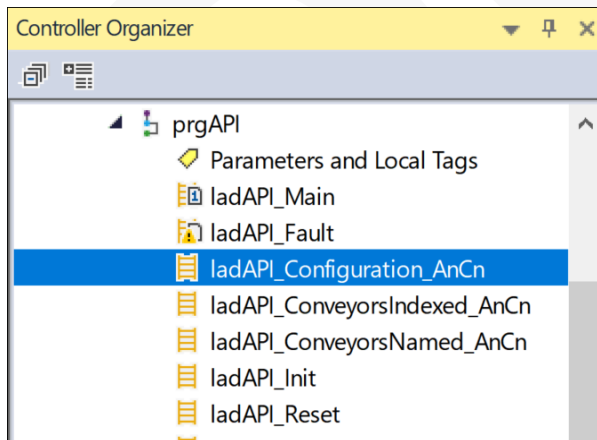 Controller Organizer
prgAPI
Parameters and Local Tags
ladAPI_Main
ladAPI_Fault
ladAPI_Configuration_AnCn
ladAPI_ConveyorsIndexed_AnCn
ladAPI_ConveyorsNamed_AnCn
ladAPI_Init
ladAPI_Reset